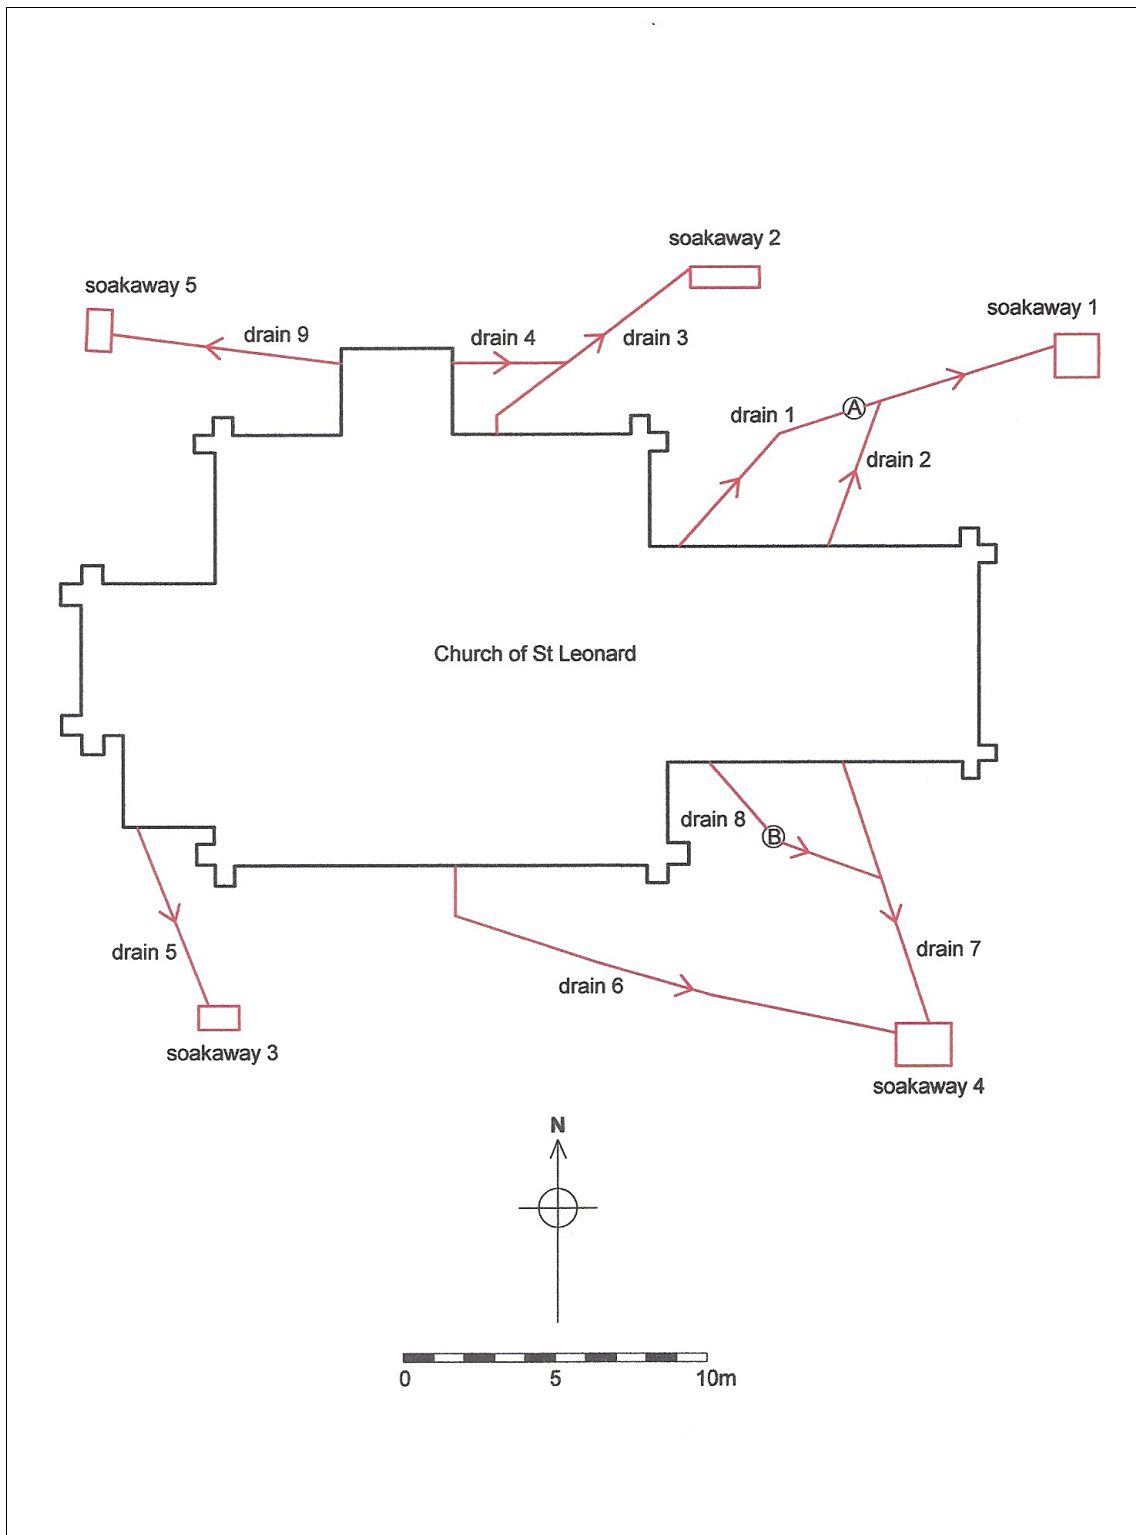 soakaway 2
soakaway 5
soakaway 1
drain 9
drain 4
drain 3
drain 1
A
drain 2
Church of St Leonard
drain 8
B
drain 5
drain 7
drain 6
soakaway 3
soakaway 4
N
0 5 10m